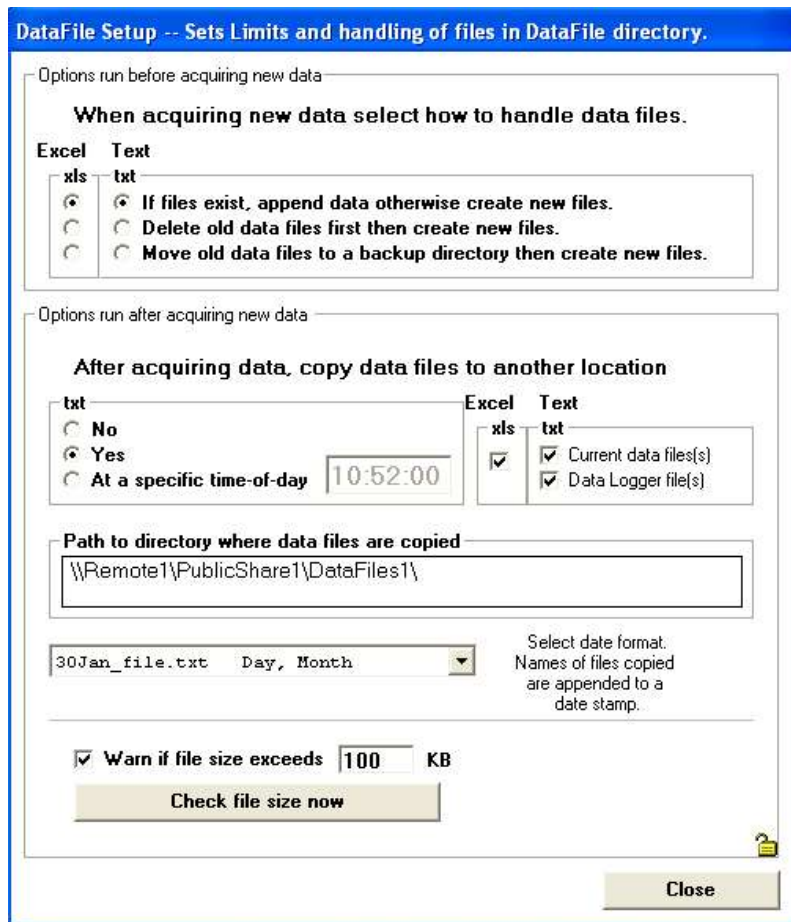 DataFile Setup -- Sets Limits and handling of files in DataFile directory.
Options run before acquiring new data
When acquiring new data select how to handle data files.
Excel Text
xls txt
If files exist, append data otherwise create new files.
Delete old data files first then create new files.
Move old data files to a backup directory then create new files.
Options run after acquiring new data
After acquiring data, copy data files to another location
txt
No
Yes
At a specific time-of-day 10:52:00
Excel Text
xls txt
Current data files(s)
Data Logger file(s)
Path to directory where data files are copied
\\Remote1\PublicShare1\DataFiles1\
30Jan_file.txt Day, Month
Select date format.
Names of files copied
are appended to a
date stamp.
Warn if file size exceeds 100 KB
Check file size now
Close